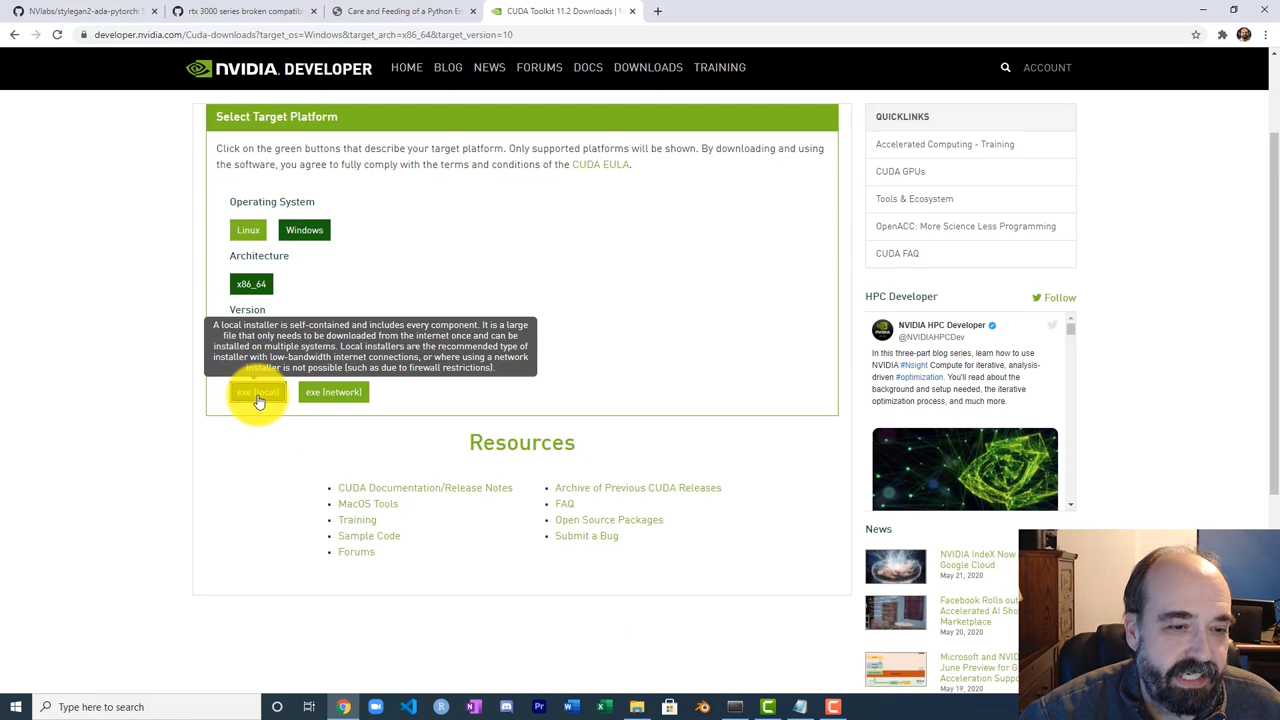 NVlabs/stylegan2-ada-pytorch: S
rtx 3000 series broken compatibi
Care and Feeding of a Python En
CUDA Toolkit 11.2 Downloads | N
developer.nvidia.com/Cuda-downloads?target_os=Windows&target_arch=x86_64&target_version=10
NVIDIA. DEVELOPER HOME BLOG NEWS FORUMS DOCS DOWNLOADS TRAINING ACCOUNT
Select Target Platform
Click on the green buttons that describe your target platform. Only supported platforms will be shown. By downloading and using
the software, you agree to fully comply with the terms and conditions of the CUDA EULA.
Operating System
Linux Windows
Architecture
x86_64
Version
A local installer is self-contained and includes every component. It is a large
file that only needs to be downloaded from the internet once and can be
installed on multiple systems. Local installers are the recommended type of
installer with low-bandwidth internet connections, or where using a network
installer is not possible (such as due to firewall restrictions).
exe (local) exe (network)
Resources
CUDA Documentation/Release Notes
MacOS Tools
Training
Sample Code
Forums
Archive of Previous CUDA Releases
FAQ
Open Source Packages
Submit a Bug
QUICKLINKS
Accelerated Computing - Training
CUDA GPUs
Tools & Ecosystem
OpenACC: More Science Less Programming
CUDA FAQ
HPC Developer Follow
NVIDIA HPC Developer
@NVIDIAHPCDev
In this three-part blog series, learn how to use
NVIDIA #Nsight Compute for iterative, analysis-
driven #optimization. You'll read about the
background and setup needed, the iterative
optimization process, and much more.
News
NVIDIA IndeX Now
Google Cloud
May 21, 2020
Facebook Rolls out
Accelerated AI Sho
Marketplace
May 20, 2020
Microsoft and NVID
June Preview for G
Acceleration Suppo
May 19, 2020
Type here to search